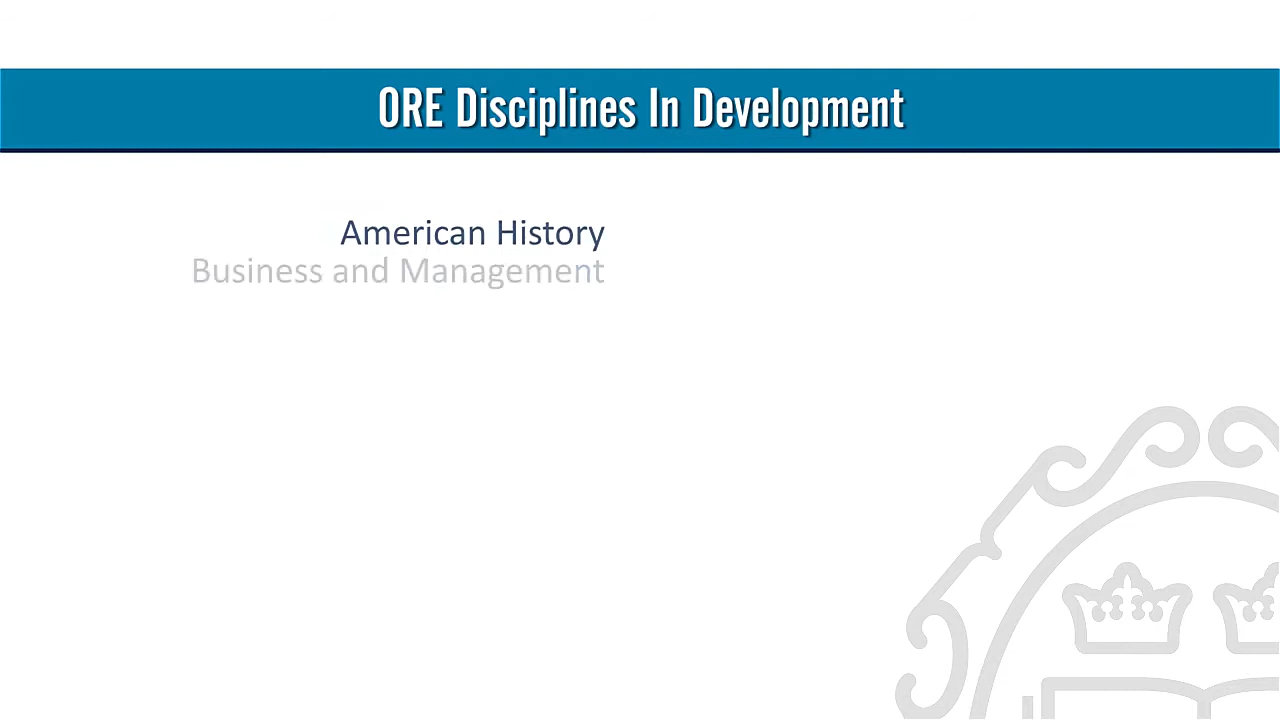 ORE Disciplines In Development
American History
Business and Management